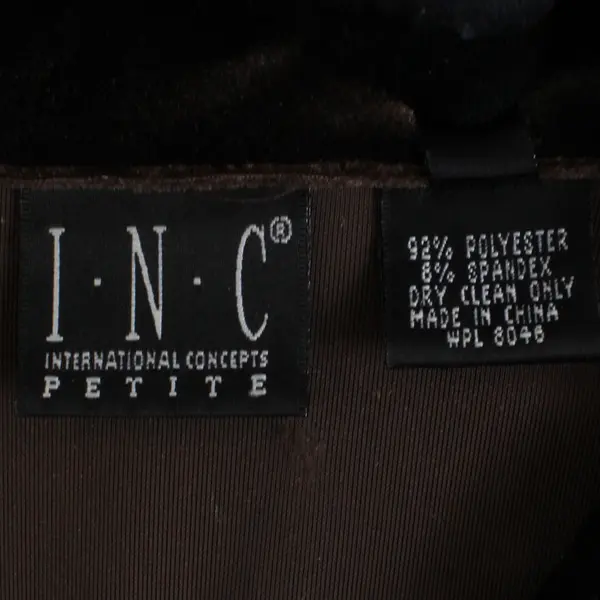 I·N·C®
INTERNATIONAL CONCEPTS
PETITE
92% POLYESTER
8% SPANDEX
DRY CLEAN ONLY
MADE IN CHINA
WPL 8046